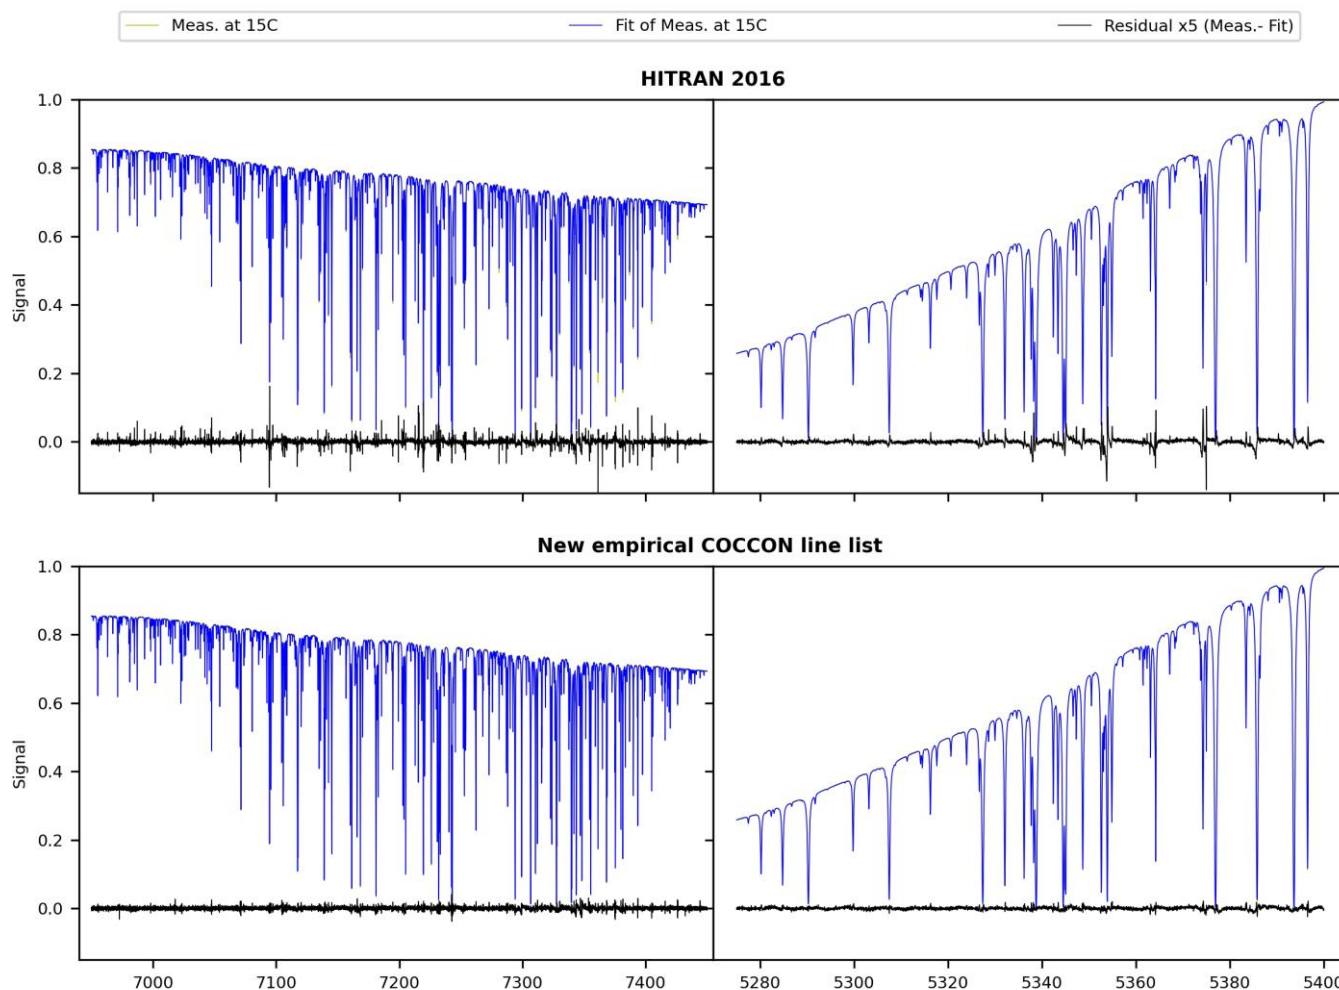 Meas. at 15C Fit of Meas. at 15C Residual x5 (Meas.- Fit)
HITRAN 2016
1.0
0.8
0.6
0.4
0.2
0.0
Signal
New empirical COCCON line list
1.0
0.8
0.6
0.4
0.2
0.0
Signal
7000 7100 7200 7300 7400 5280 5300 5320 5340 5360 5380 5400